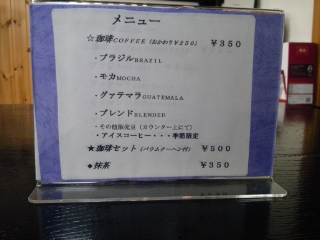 メニュー
☆珈琲COFFEE (おかわり¥250) ¥350
・ブラジルBRAZIL
・モカMOCHA
・グァテマラGUATEMALA
・ブレンドBLENDED
・その他販売豆（カウンター上にて）
・アイスコーヒー・・・季節限定
★珈琲セット（バウムクーヘン付） ¥500
◆抹茶 ¥350